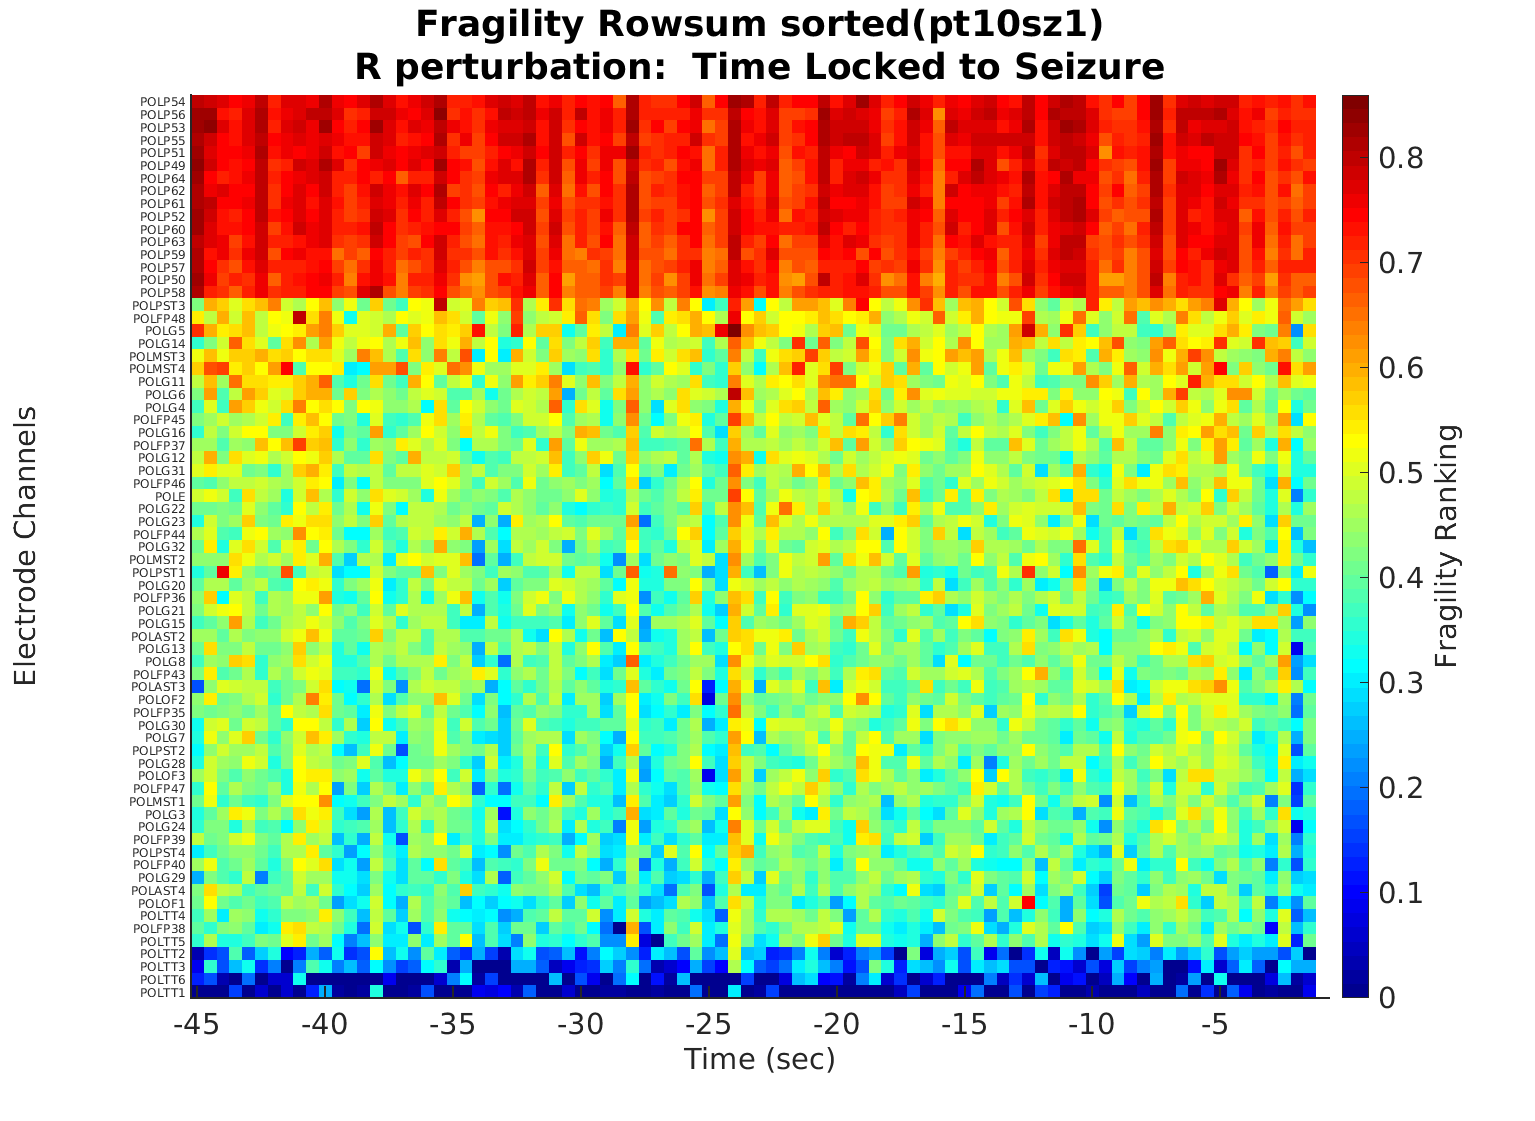 Fragility Rowsum sorted(pt10sz1)
R perturbation:  Time Locked to Seizure
Electrode Channels
POLP54
POLP56
POLP53
POLP55
POLP51
POLP49
POLP64
POLP62
POLP61
POLP52
POLP60
POLP63
POLP59
POLP57
POLP50
POLP58
POLPST3
POLFP48
POLG5
POLG14
POLMST3
POLMST4
POLG11
POLG6
POLG4
POLFP45
POLG16
POLFP37
POLG12
POLG31
POLFP46
POLE
POLG22
POLG23
POLFP44
POLG32
POLMST2
POLPST1
POLG20
POLFP36
POLG21
POLG15
POLAST2
POLG13
POLG8
POLFP43
POLAST3
POLOF2
POLFP35
POLG30
POLG7
POLPST2
POLG28
POLOF3
POLFP47
POLMST1
POLG3
POLG24
POLFP39
POLPST4
POLFP40
POLG29
POLAST4
POLOF1
POLTT4
POLFP38
POLTT5
POLTT2
POLTT3
POLTT6
POLTT1
-45 -40 -35 -30 -25 -20 -15 -10 -5
Time (sec)
0.8
0.7
0.6
0.5
0.4
0.3
0.2
0.1
0
Fragility Ranking